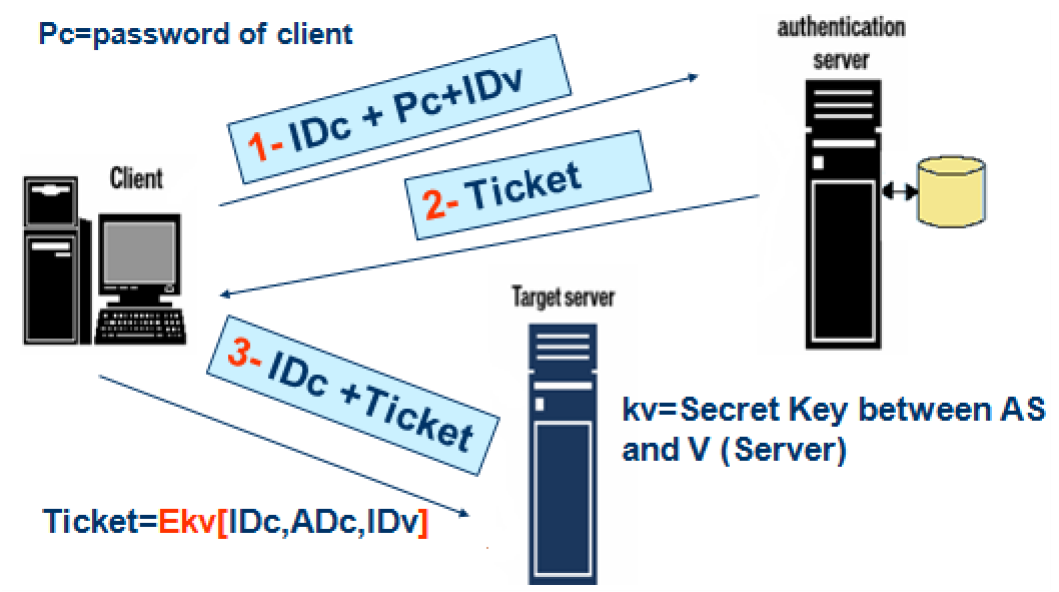 Pc=password of client
authentication
server
1- IDc + Pc+IDv
Client
2- Ticket
Target server
3- IDc +Ticket
kv=Secret Key between AS
and V (Server)
Ticket=Ekv[IDc,ADc,IDv]